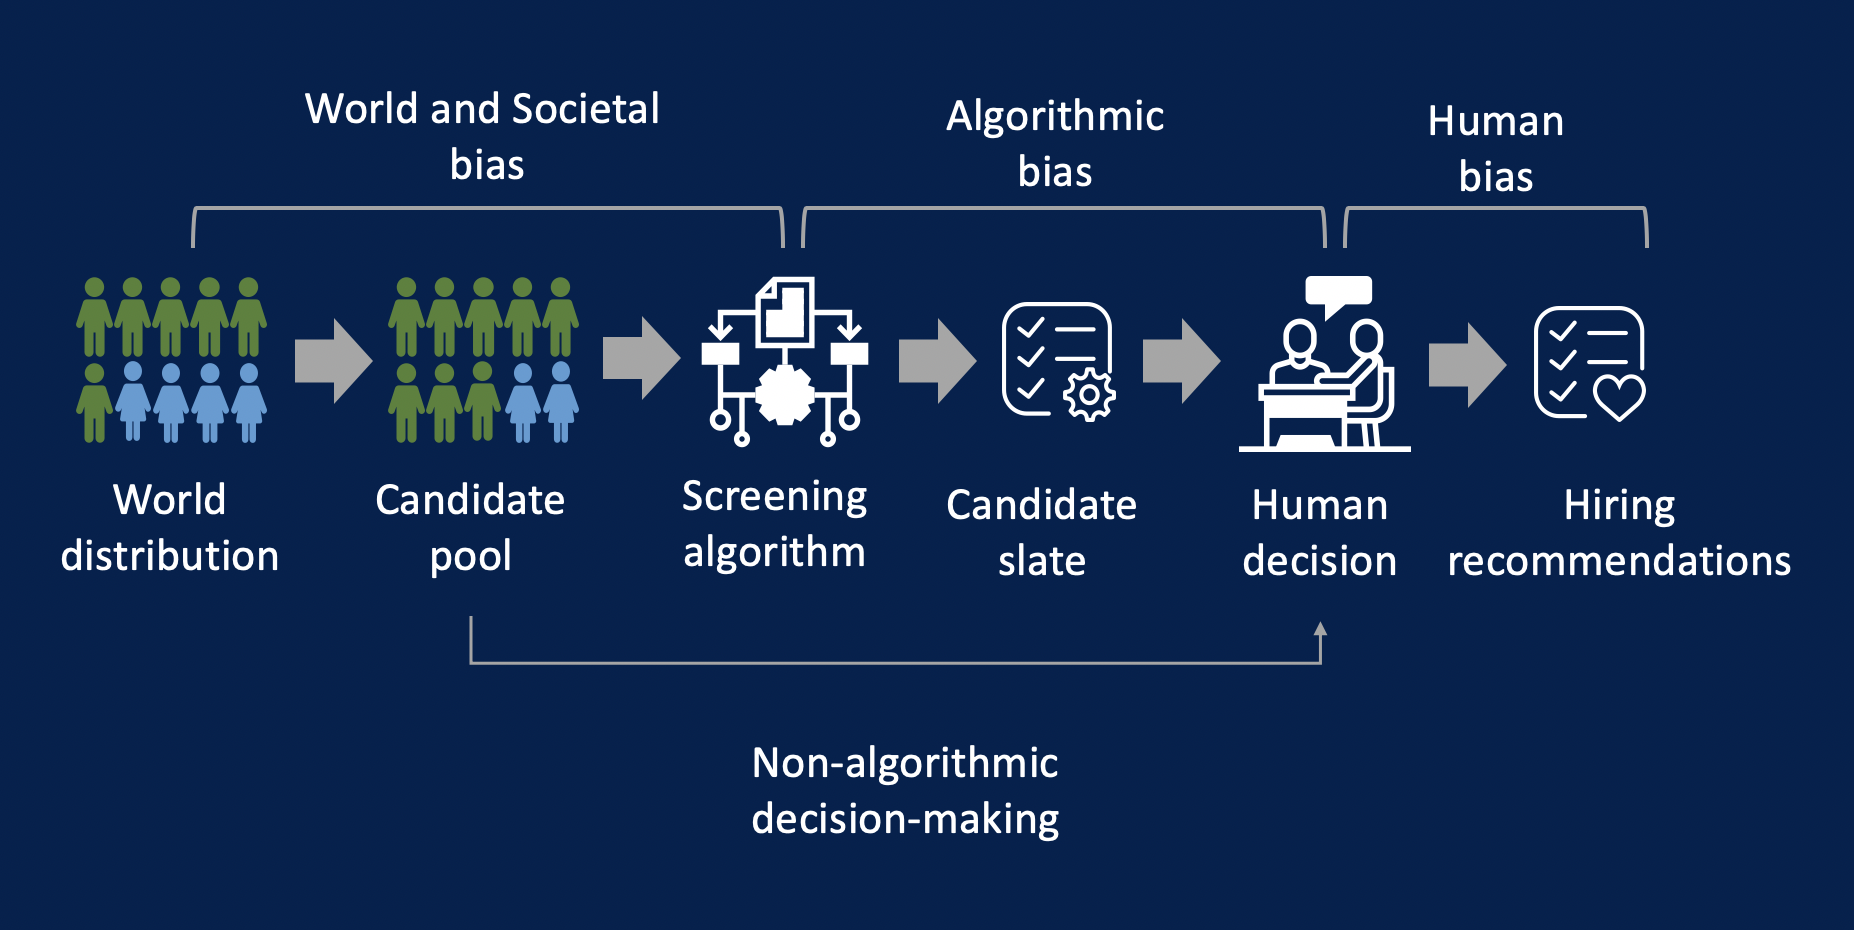 World and Societal
bias
Algorithmic
bias
Human
bias
World
distribution
Candidate
pool
Screening
algorithm
Candidate
slate
Human
decision
Hiring
recommendations
Non-algorithmic
decision-making